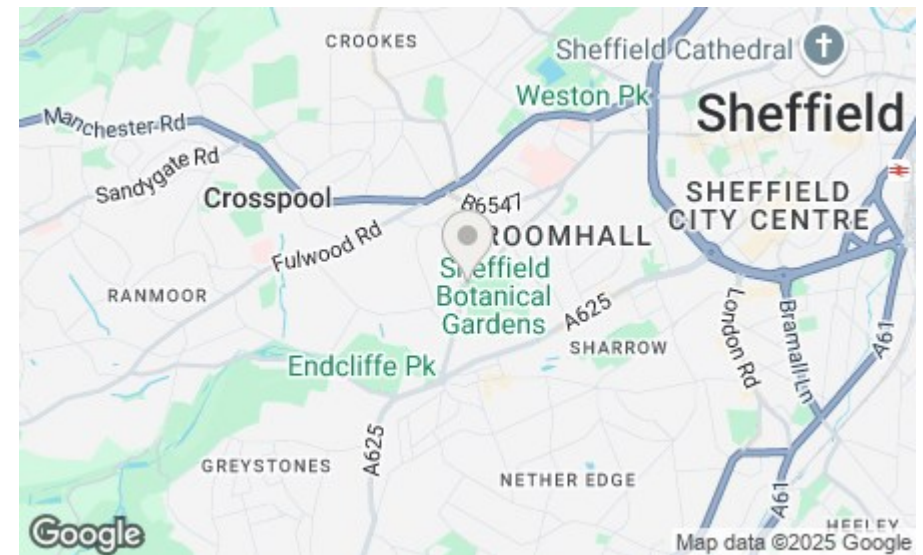 CROOKES
Sheffield Cathedral
Weston Pk
Sheffield
Manchester Rd
Sandygate Rd
Crosspool
B6547
SHEFFIELD
CITY CENTRE
ROOMHALL
Fulwood Rd
Sheffield
Botanical
Gardens
RANMOOR
A625
London Rd
Bramall Ln
A61
SHARROW
Endcliffe Pk
A625
GREYSTONES
NETHER EDGE
A61
HEELEY
Google
Map data ©2025 Google